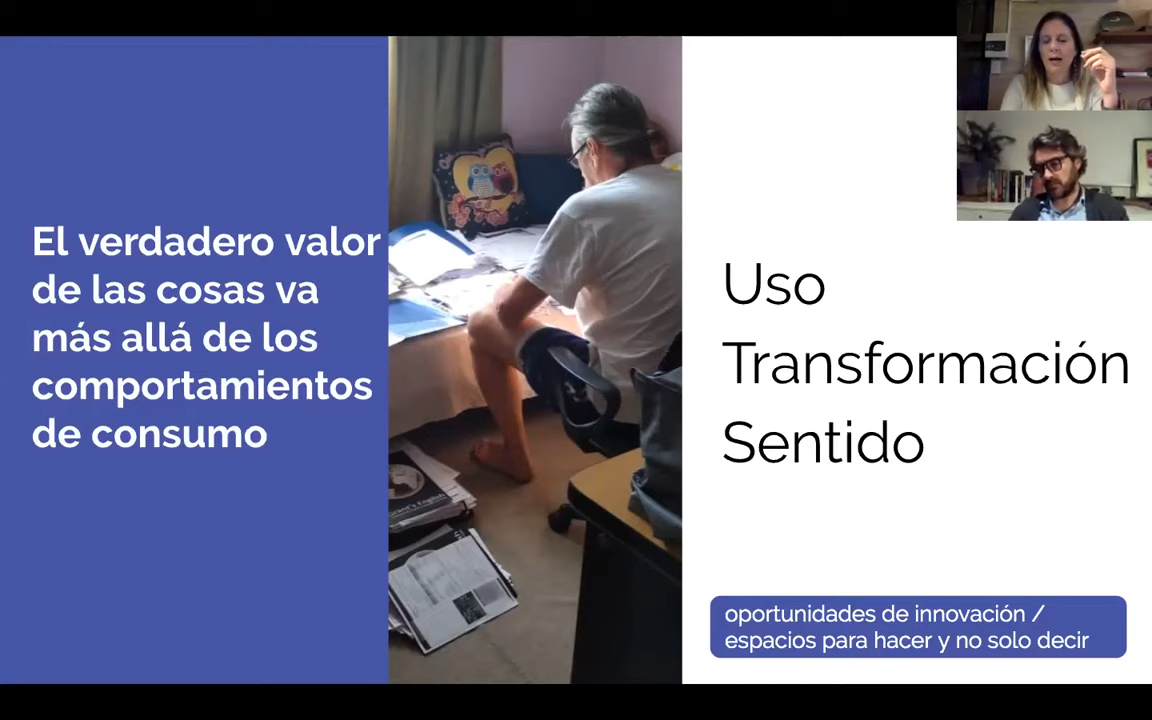 El verdadero valor
de las cosas va
más allá de los
comportamientos
de consumo
Uso
Transformación
Sentido
oportunidades de innovación /
espacios para hacer y no solo decir